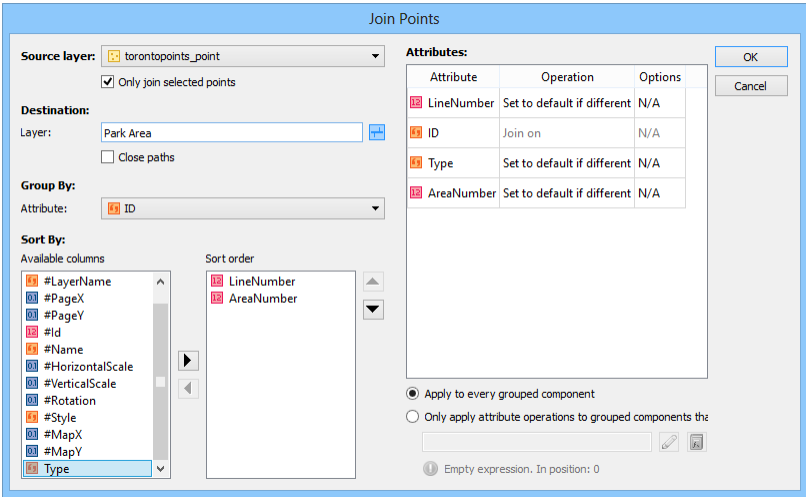 Join Points
Source layer: torontopoints_point
Only join selected points
Destination:
Layer: Park Area
Close paths
Group By:
Attribute: ID
Sort By:
Available columns
#LayerName
#PageX
#PageY
#Id
#Name
#HorizontalScale
#VerticalScale
#Rotation
#Style
#MapX
#MapY
Type
Sort order
LineNumber
AreaNumber
Attributes:
Attribute Operation Options
LineNumber Set to default if different N/A
ID Join on N/A
Type Set to default if different N/A
AreaNumber Set to default if different N/A
Apply to every grouped component
Only apply attribute operations to grouped components tha
Empty expression. In position: 0
OK
Cancel